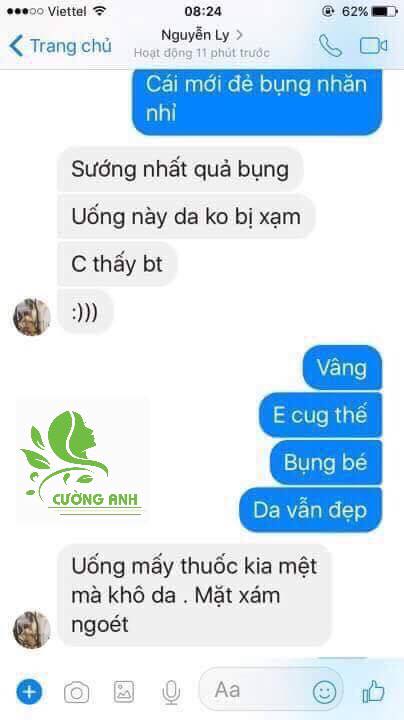 Viettel 08:24 62%
Trang chủ Nguyễn Ly
Hoạt động 11 phút trước
Cái mới đẻ bụng nhăn
nhỉ
Sướng nhất quả bụng
Uống này da ko bị xạm
C thấy bt
:)))
Vâng
E cug thế
Bụng bé
Da vẫn đẹp
CƯỜNG ANH
Uống mấy thuốc kia mệt
mà khô da . Mặt xám
ngoét
Aa